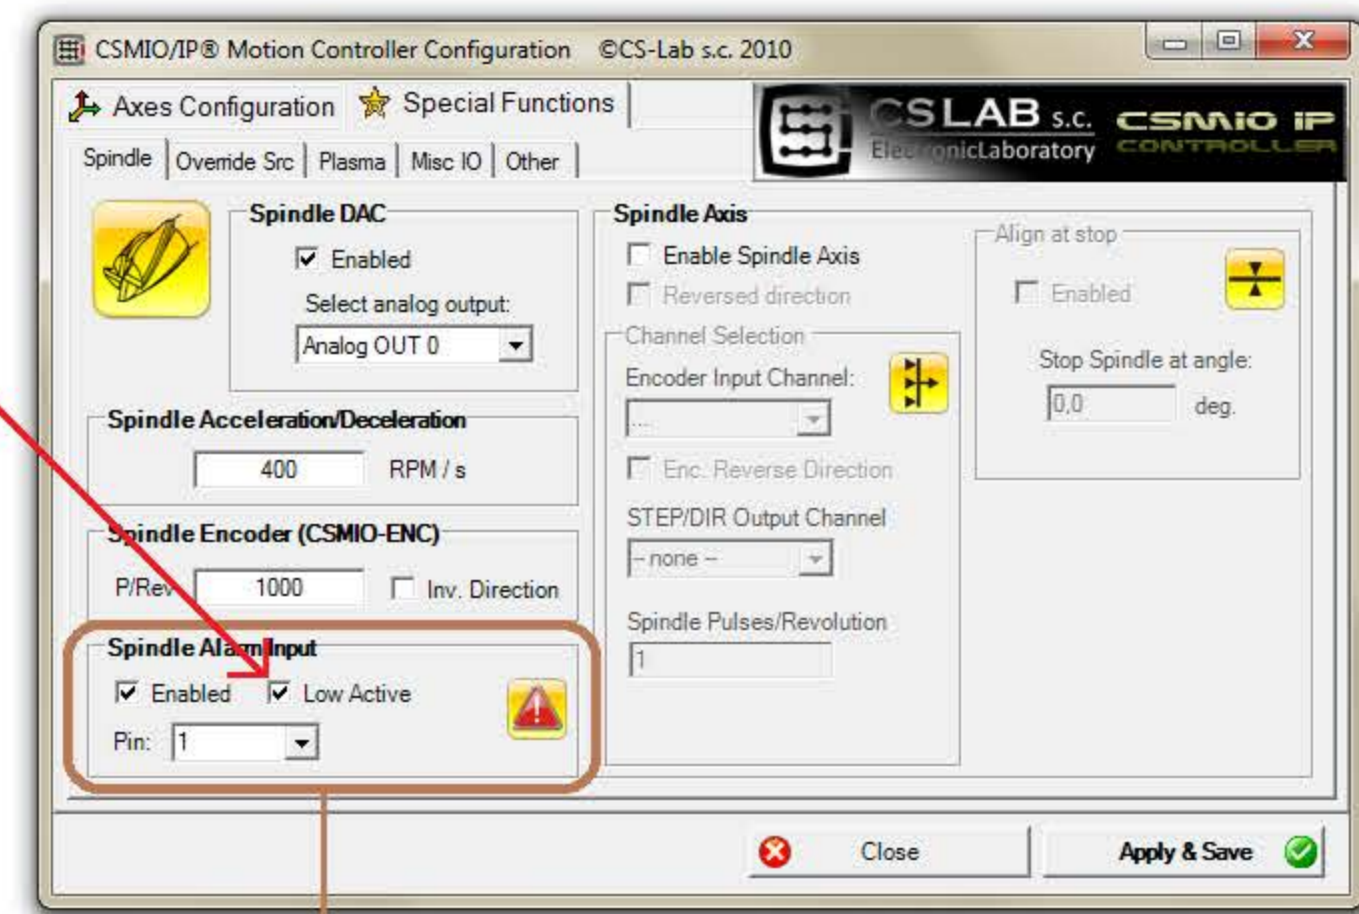 CSMIO/IP® Motion Controller Configuration ©CS-Lab s.c. 2010
Axes Configuration Special Functions
CSLAB s.c.
ElectronicLaboratory
CSMIO IP
CONTROLLER
Spindle Override Src Plasma Misc IO Other
Spindle DAC
Enabled
Select analog output:
Analog OUT 0
Spindle Acceleration/Deceleration
400 RPM / s
Spindle Encoder (CSMIO-ENC)
P/Rev 1000 Inv. Direction
Spindle Alarm Input
Enabled Low Active
Pin: 1
Spindle Axis
Enable Spindle Axis
Reversed direction
Channel Selection
Encoder Input Channel:
...
Enc. Reverse Direction
STEP/DIR Output Channel
-- none --
Spindle Pulses/Revolution
1
Align at stop
Enabled
Stop Spindle at angle:
0,0 deg.
Close Apply & Save